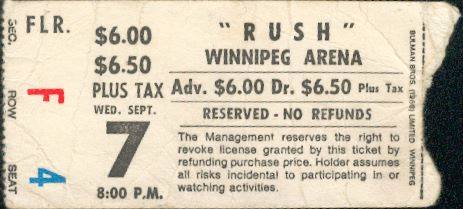 SEC.
FLR.
ROW
F
SEAT
4
$6.00
$6.50
PLUS TAX
WED. SEPT.
7
8:00 P.M.
"RUSH"
WINNIPEG ARENA
Adv. $6.00 Dr. $6.50 Plus Tax
RESERVED - NO REFUNDS
The Management reserves the right to
revoke license granted by this ticket by
refunding purchase price. Holder assumes
all risks incidental to participating in or
watching activities.
BLKMAN BROS. (1968) LIMITED WINNIPEG